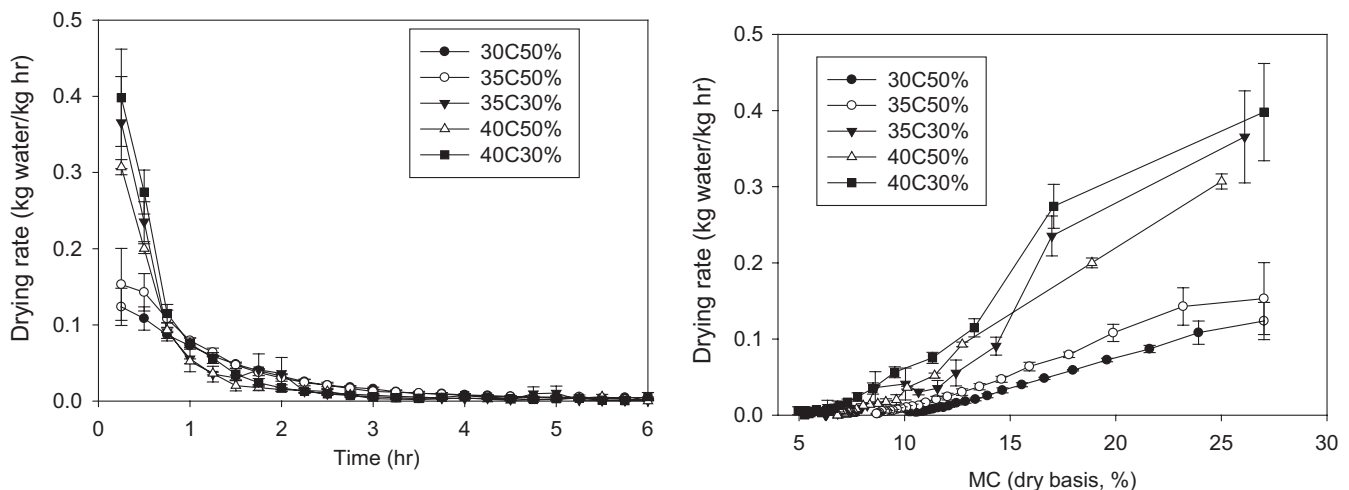 Drying rate (kg water/kg hr)
0.5
0.4
0.3
0.2
0.1
0.0
30C50%
35C50%
35C30%
40C50%
40C30%
0
1
2
3
4
5
6
Time (hr)
Drying rate (kg water/kg hr)
0.5
0.4
0.3
0.2
0.1
0.0
30C50%
35C50%
35C30%
40C50%
40C30%
5
10
15
20
25
30
MC (dry basis, %)